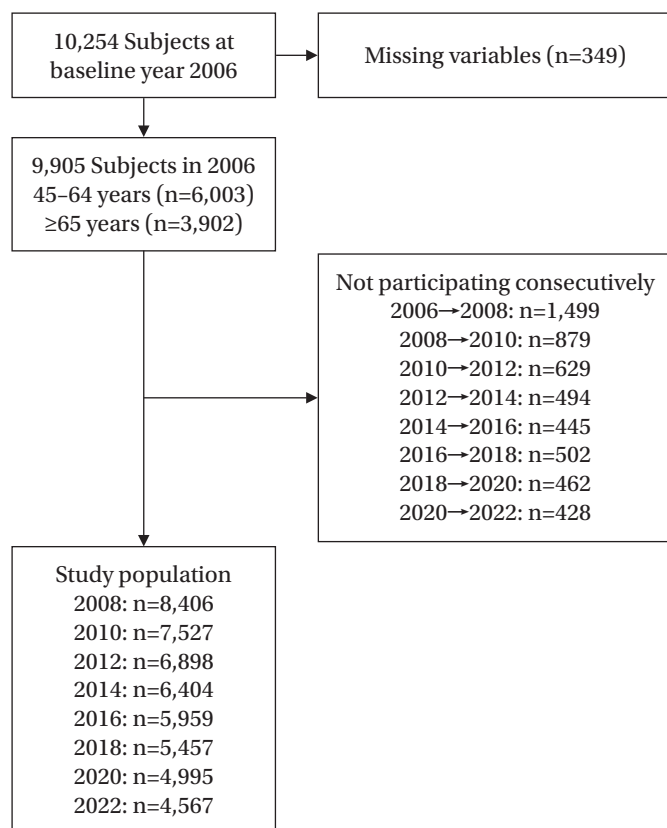 10,254 Subjects at
baseline year 2006
Missing variables (n=349)
9,905 Subjects in 2006
45–64 years (n=6,003)
≥65 years (n=3,902)
Not participating consecutively
2006→2008: n=1,499
2008→2010: n=879
2010→2012: n=629
2012→2014: n=494
2014→2016: n=445
2016→2018: n=502
2018→2020: n=462
2020→2022: n=428
Study population
2008: n=8,406
2010: n=7,527
2012: n=6,898
2014: n=6,404
2016: n=5,959
2018: n=5,457
2020: n=4,995
2022: n=4,567